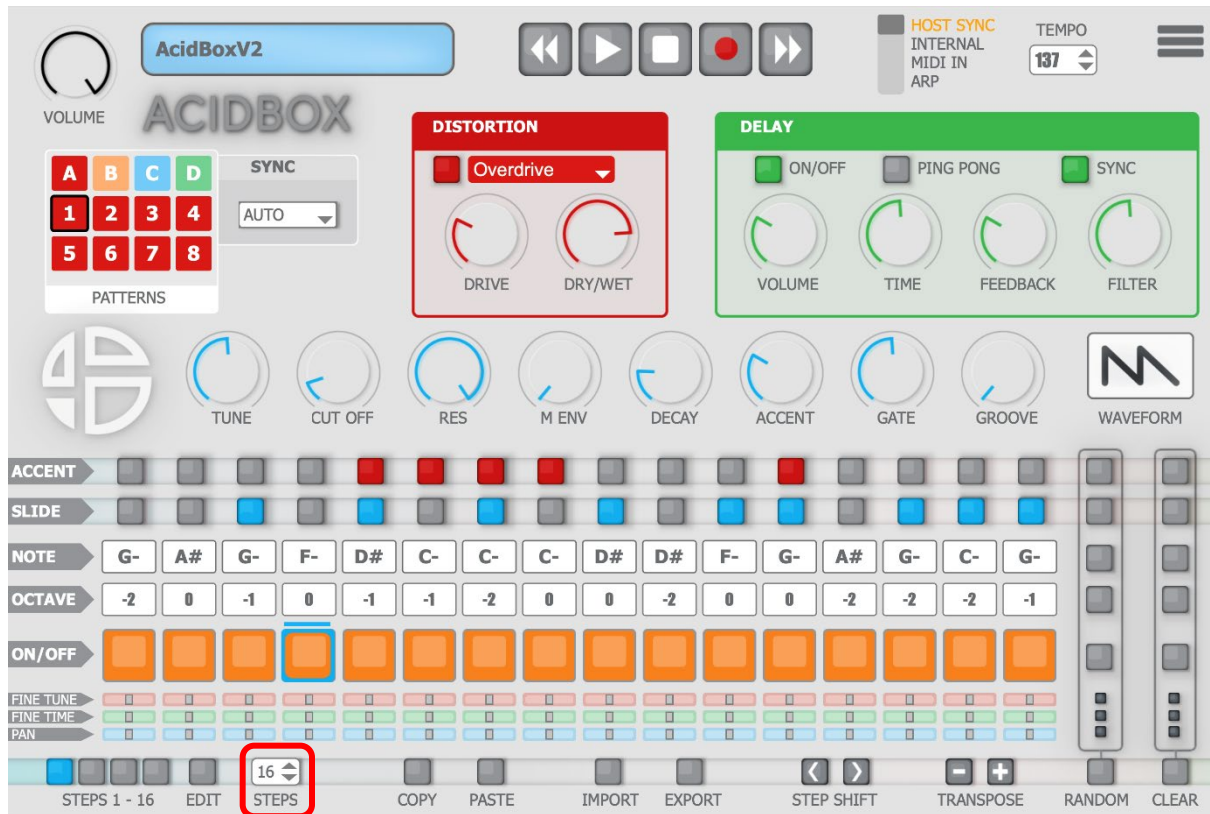 AcidBoxV2
HOST SYNC
INTERNAL
MIDI IN
ARP
TEMPO
137
VOLUME
ACIDBOX
A B C D
1 2 3 4
5 6 7 8
PATTERNS
SYNC
AUTO
DISTORTION
Overdrive
DRIVE DRY/WET
DELAY
ON/OFF PING PONG SYNC
VOLUME TIME FEEDBACK FILTER
TUNE CUT OFF RES M ENV DECAY ACCENT GATE GROOVE WAVEFORM
ACCENT
SLIDE
NOTE G- A# G- F- D# C- C- C- D# D# F- G- A# G- C- G-
OCTAVE -2 0 -1 0 -1 -1 -2 0 0 -2 0 0 -2 -2 -2 -1
ON/OFF
FINE TUNE
FINE TIME
PAN
16
STEPS 1 - 16 EDIT STEPS COPY PASTE IMPORT EXPORT STEP SHIFT TRANSPOSE RANDOM CLEAR